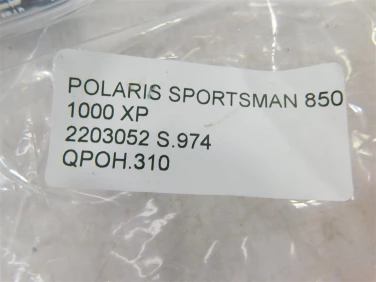 POLARIS SPORTSMAN 850
1000 XP
2203052 S.974
QPOH.310